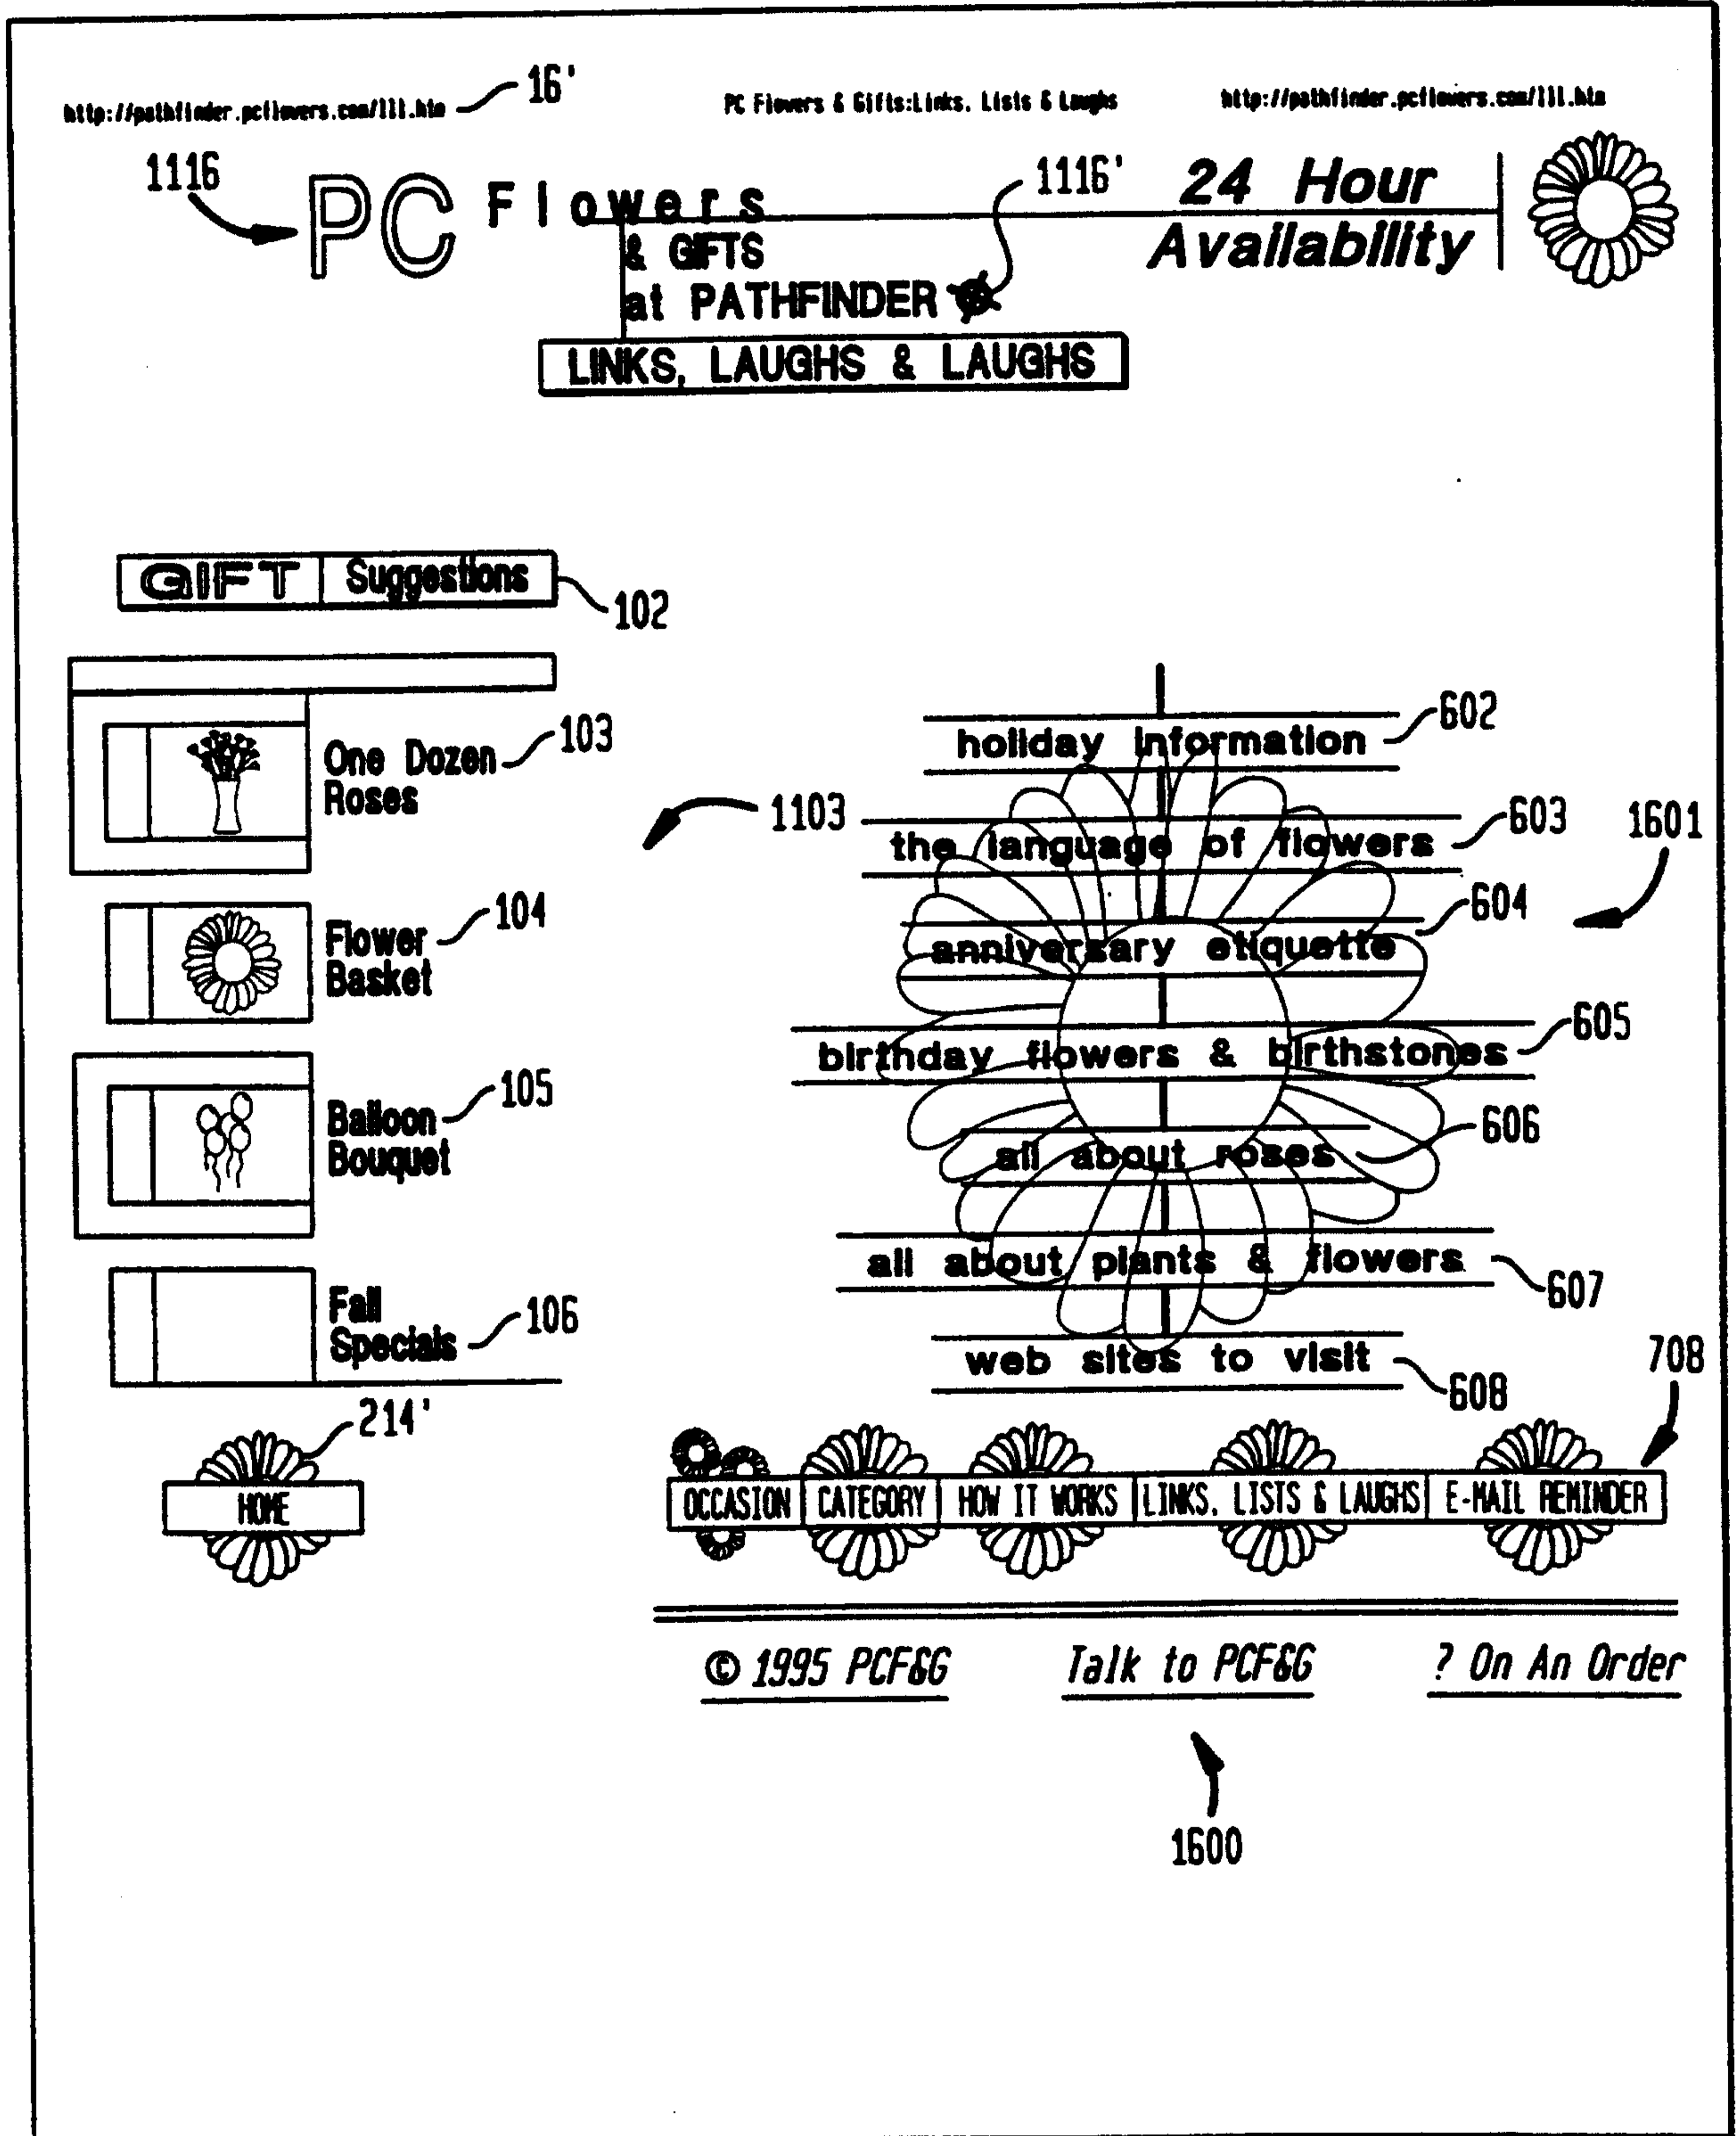 http://pathfinder.pcflowers.com/lll.htm 16' PC Flowers & Gifts:Links, Lists & Laughs http://pathfinder.pcflowers.com/lll.htm
1116 PC Flowers 1116' 24 Hour
& GIFTS Availability
at PATHFINDER
LINKS, LAUGHS & LAUGHS
GIFT Suggestions
102
One Dozen 103
Roses
1103
Flower 104
Basket
Balloon 105
Bouquet
Fall
Specials 106
holiday information 602
the language of flowers 603
1601
anniversary etiquette 604
birthday flowers & birthstones 605
all about roses 606
all about plants & flowers 607
web sites to visit 608
708
214'
HOME
OCCASION CATEGORY HOW IT WORKS LINKS, LISTS & LAUGHS E-MAIL REMINDER
© 1995 PCF&G Talk to PCF&G ? On An Order
1600